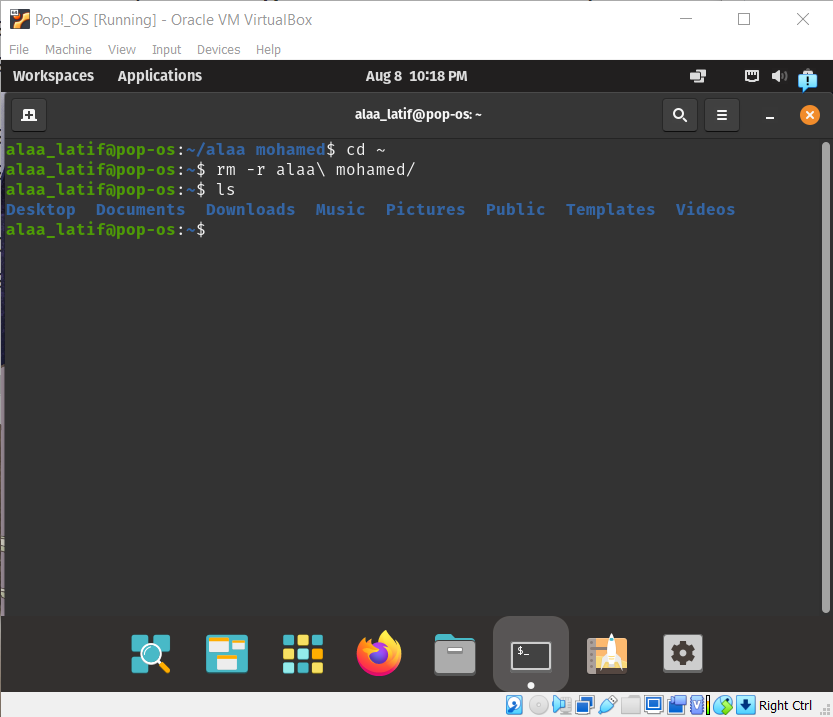 Pop!_OS [Running] - Oracle VM VirtualBox
File Machine View Input Devices Help
Workspaces Applications Aug 8 10:18 PM
alaa_latif@pop-os: ~
alaa_latif@pop-os:~/alaa mohamed$ cd ~
alaa_latif@pop-os:~$ rm -r alaa\ mohamed/
alaa_latif@pop-os:~$ ls
Desktop Documents Downloads Music Pictures Public Templates Videos
alaa_latif@pop-os:~$
$_
Right Ctrl